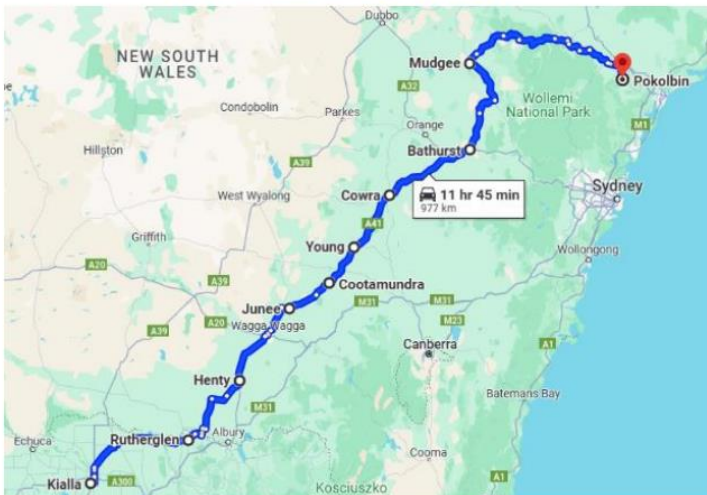 Dubbo
NEW SOUTH
WALES
Mudgee
Pokolbin
A32
Wollemi
National Park
Condobolin
Parkes
M1
Orange
Hillston
Bathurst
A39
West Wyalong
Cowra
11 hr 45 min
977 km
Sydney
A41
Griffith
Young
Wollongong
A20
Cootamundra
Junee
M31
M31
A20
Wagga Wagga
A39
M23
A1
Canberra
Henty
Batemans Bay
M31
Echuca
Rutherglen
Albury
Cooma
Kialla
A300
Kosciuszko
A1